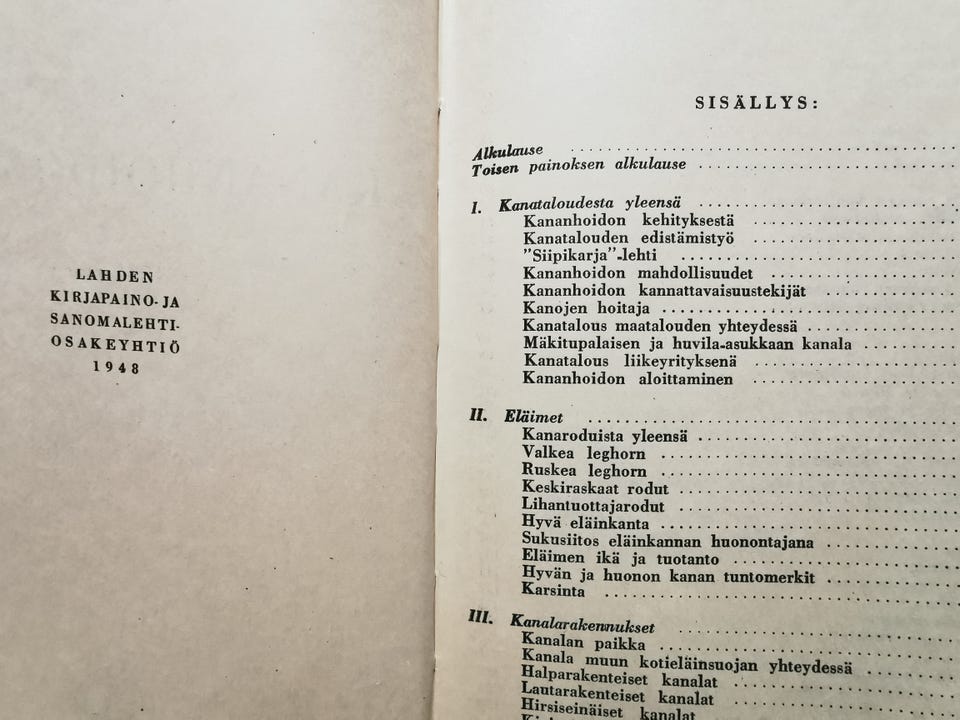 LAHDEN
KIRJAPAINO- JA
SANOMALEHTI-
OSAKEYHTIÖ
1948
SISÄLLYS:
Alkulause
Toisen painoksen alkulause
I. Kanataloudesta yleensä
Kananhoidon kehityksestä
Kanatalouden edistämistyö
"Siipikarja"-lehti
Kananhoidon mahdollisuudet
Kananhoidon kannattavaisuustekijät
Kanojen hoitaja
Kanatalous maatalouden yhteydessä
Mäkitupalaisen ja huvila-asukkaan kanala
Kanatalous liikeyrityksenä
Kananhoidon aloittaminen
II. Eläimet
Kanaroduista yleensä
Valkea leghorn
Ruskea leghorn
Keskiraskaat rodut
Lihantuottajarodut
Hyvä eläinkanta
Sukusiitos eläinkannan huonontajana
Eläimen ikä ja tuotanto
Hyvän ja huonon kanan tuntomerkit
Karsinta
III. Kanalarakennukset
Kanalan paikka
Kanala muun kotieläinsuojan yhteydessä
Halparakenteiset kanalat
Lautarakenteiset kanalat
Hirsiseinäiset kanalat